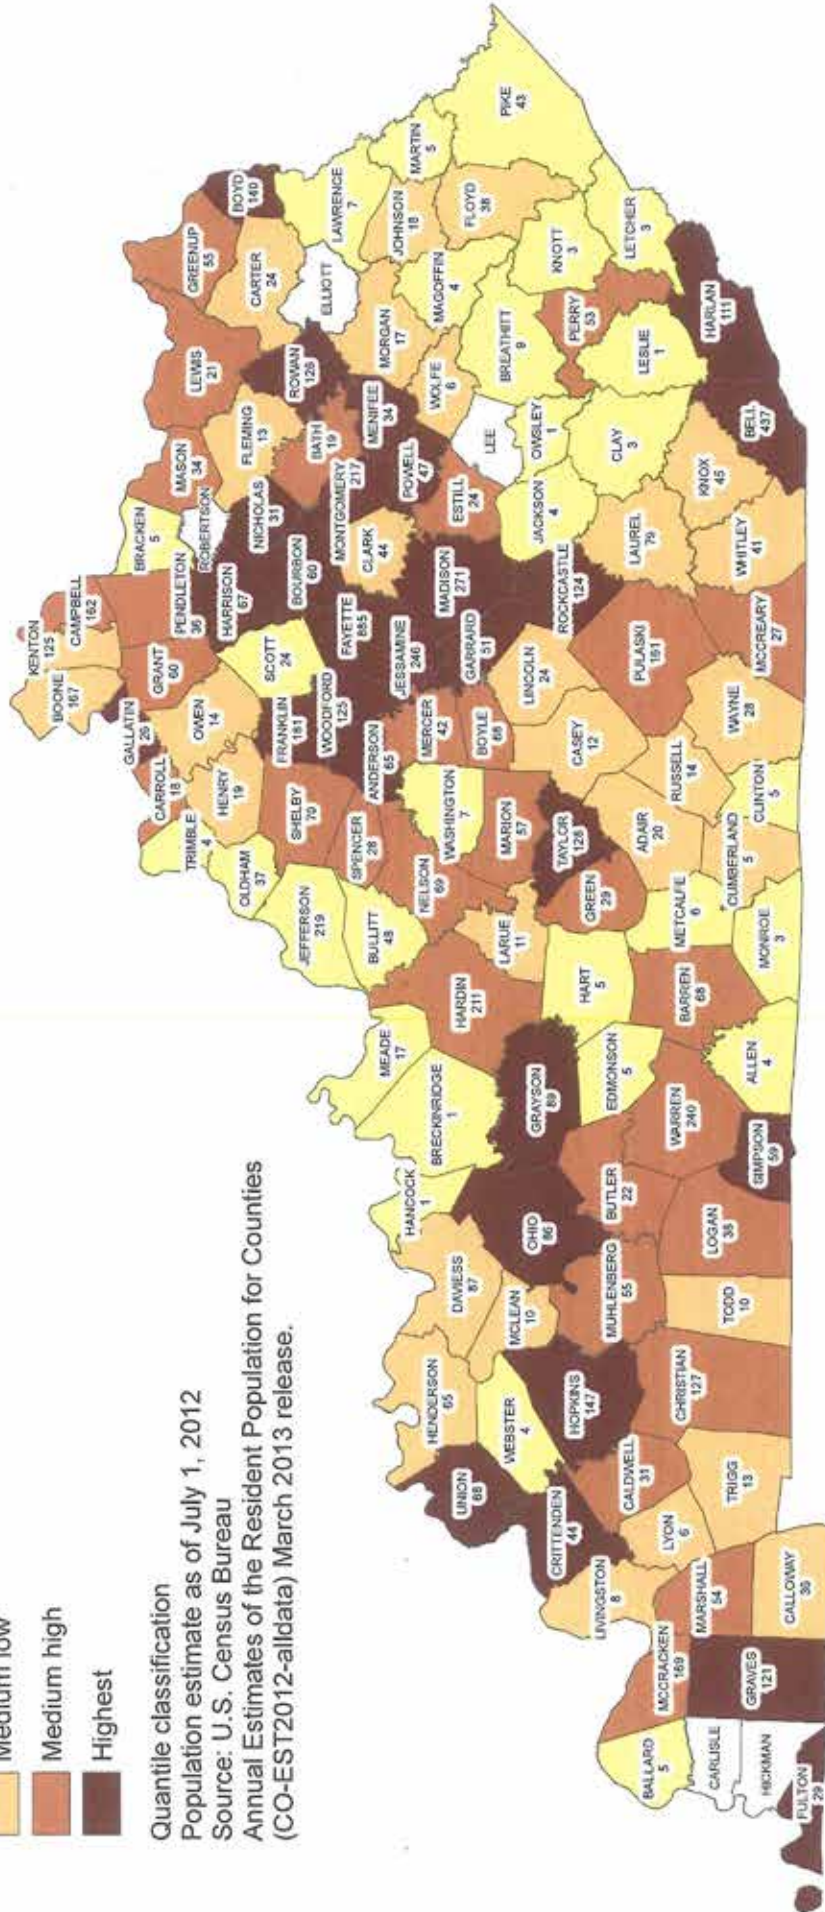 Medium low
Medium high
Highest
Quantile classification
Population estimate as of July 1, 2012
Source: U.S. Census Bureau
Annual Estimates of the Resident Population for Counties
(CO-EST2012-alldata) March 2013 release.
KENTON
125
BOONE
167
CAMPBELL
162
GALLATIN
26
PENDLETON
36
BRACKEN
5
GRANT
60
CARROLL
18
OWEN
14
TRIMBLE
4
HENRY
19
MASON
34
ROBERTSON
LEWIS
21
GREENUP
55
BOYD
140
CARTER
24
FLEMING
13
HARRISON
67
NICHOLAS
31
SCOTT
24
OLDHAM
37
SHELBY
70
FRANKLIN
161
ROWAN
126
ELLIOTT
LAWRENCE
7
BATH
19
BOURBON
60
WOODFORD
125
FAYETTE
885
JEFFERSON
219
SPENCER
28
ANDERSON
65
BULLITT
48
MONTGOMERY
217
MENIFEE
34
MORGAN
17
JOHNSON
18
MARTIN
5
CLARK
44
POWELL
47
WOLFE
6
MAGOFFIN
4
FLOYD
38
PIKE
43
JESSAMINE
246
MADISON
271
ESTILL
24
MERCER
42
WASHINGTON
7
NELSON
69
MEADE
17
HARDIN
211
BRECKINRIDGE
1
HANCOCK
1
DAVIESS
87
HENDERSON
65
UNION
68
WEBSTER
4
MCLEAN
10
OHIO
86
GRAYSON
89
LARUE
11
MARION
57
BOYLE
68
GARRARD
51
LINCOLN
24
ROCKCASTLE
124
JACKSON
4
LEE
OWSLEY
1
BREATHITT
9
KNOTT
3
PERRY
53
LETCHER
3
LESLIE
1
CLAY
3
LAUREL
79
PULASKI
151
CASEY
12
TAYLOR
128
GREEN
29
HART
5
EDMONSON
5
BUTLER
22
MUHLENBERG
55
HOPKINS
147
CRITTENDEN
44
LIVINGSTON
8
CALDWELL
31
LYON
6
ADAIR
20
RUSSELL
14
METCALFE
6
BARREN
68
WARREN
240
HARLAN
111
BELL
437
KNOX
45
WHITLEY
41
MCCREARY
27
WAYNE
28
CLINTON
5
CUMBERLAND
5
MONROE
3
ALLEN
4
SIMPSON
59
LOGAN
38
TODD
10
CHRISTIAN
127
TRIGG
13
MARSHALL
54
CALLOWAY
36
MCCRACKEN
169
GRAVES
121
BALLARD
5
CARLISLE
HICKMAN
FULTON
29